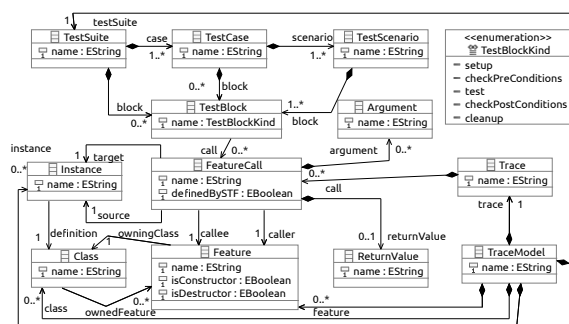 testSuite
1
TestSuite
name : EString
case
1..*
TestCase
name : EString
scenario
1..*
TestScenario
name : EString
<<enumeration>>
TestBlockKind
setup
checkPreConditions
test
checkPostConditions
cleanup
block
0..*
0..*
block
1..*
block
TestBlock
name : TestBlockKind
Argument
name : EString
call
0..*
argument
0..*
instance
0..*
1
target
Instance
name : EString
1
source
FeatureCall
name : EString
definedBySTF : EBoolean
0..*
call
Trace
name : EString
trace
1
definition
1
owningClass
1
callee
1
caller
1
0..1
returnValue
Class
name : EString
Feature
name : EString
isConstructor : EBoolean
isDestructor : EBoolean
ReturnValue
name : EString
TraceModel
name : EString
0..*
class
ownedFeature
0..*
0..*
feature